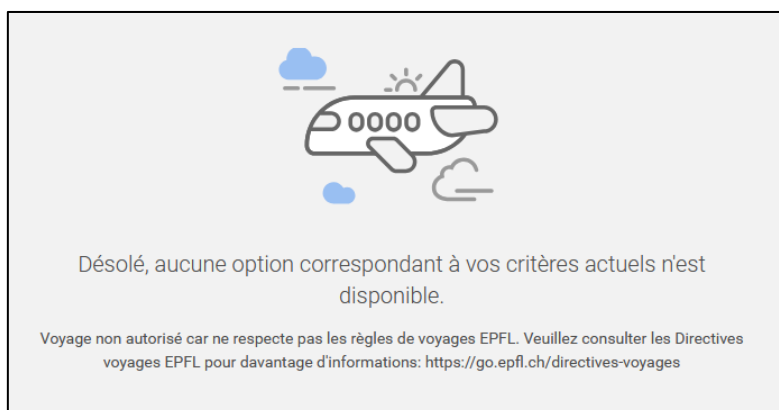 Désolé, aucune option correspondant à vos critères actuels n'est
disponible.
Voyage non autorisé car ne respecte pas les règles de voyages EPFL. Veuillez consulter les Directives
voyages EPFL pour davantage d'informations: https://go.epfl.ch/directives-voyages